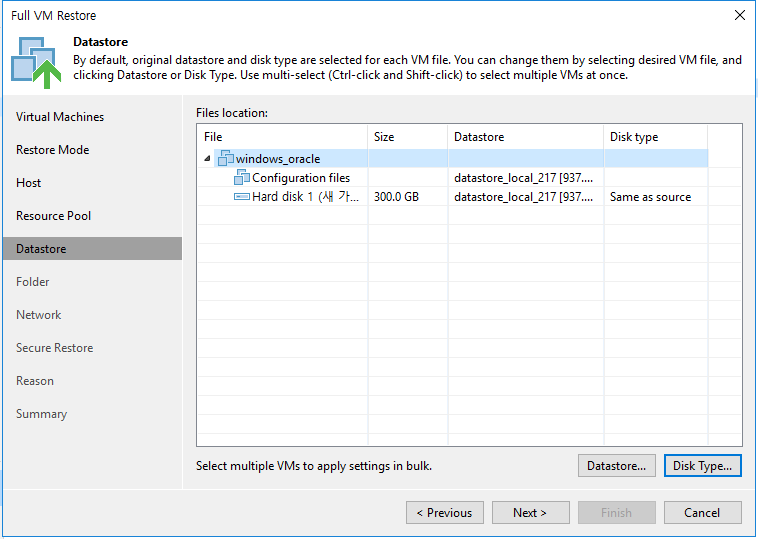 Full VM Restore
Datastore
By default, original datastore and disk type are selected for each VM file. You can change them by selecting desired VM file, and
clicking Datastore or Disk Type. Use multi-select (Ctrl-click and Shift-click) to select multiple VMs at once.
Virtual Machines
Restore Mode
Host
Resource Pool
Datastore
Folder
Network
Secure Restore
Reason
Summary
Files location:
File Size Datastore Disk type
windows_oracle
Configuration files datastore_local_217 [937....
Hard disk 1 (새 가... 300.0 GB datastore_local_217 [937.... Same as source
Select multiple VMs to apply settings in bulk.
Datastore... Disk Type...
< Previous Next > Finish Cancel